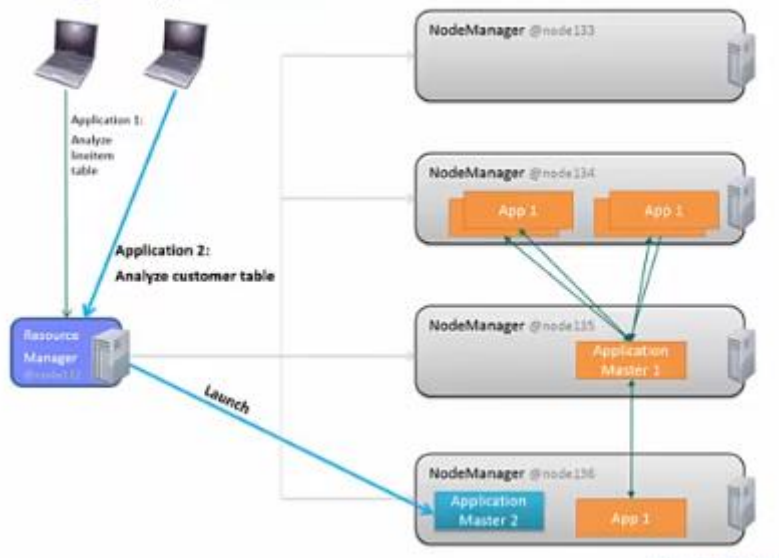 NodeManager @node133
Application 1:
Analyze
lineitem
table
NodeManager @node134
App 1
App 1
Application 2:
Analyze customer table
Resource
Manager
@node132
NodeManager @node135
Application
Master 1
Launch
NodeManager @node136
Application
Master 2
App 1